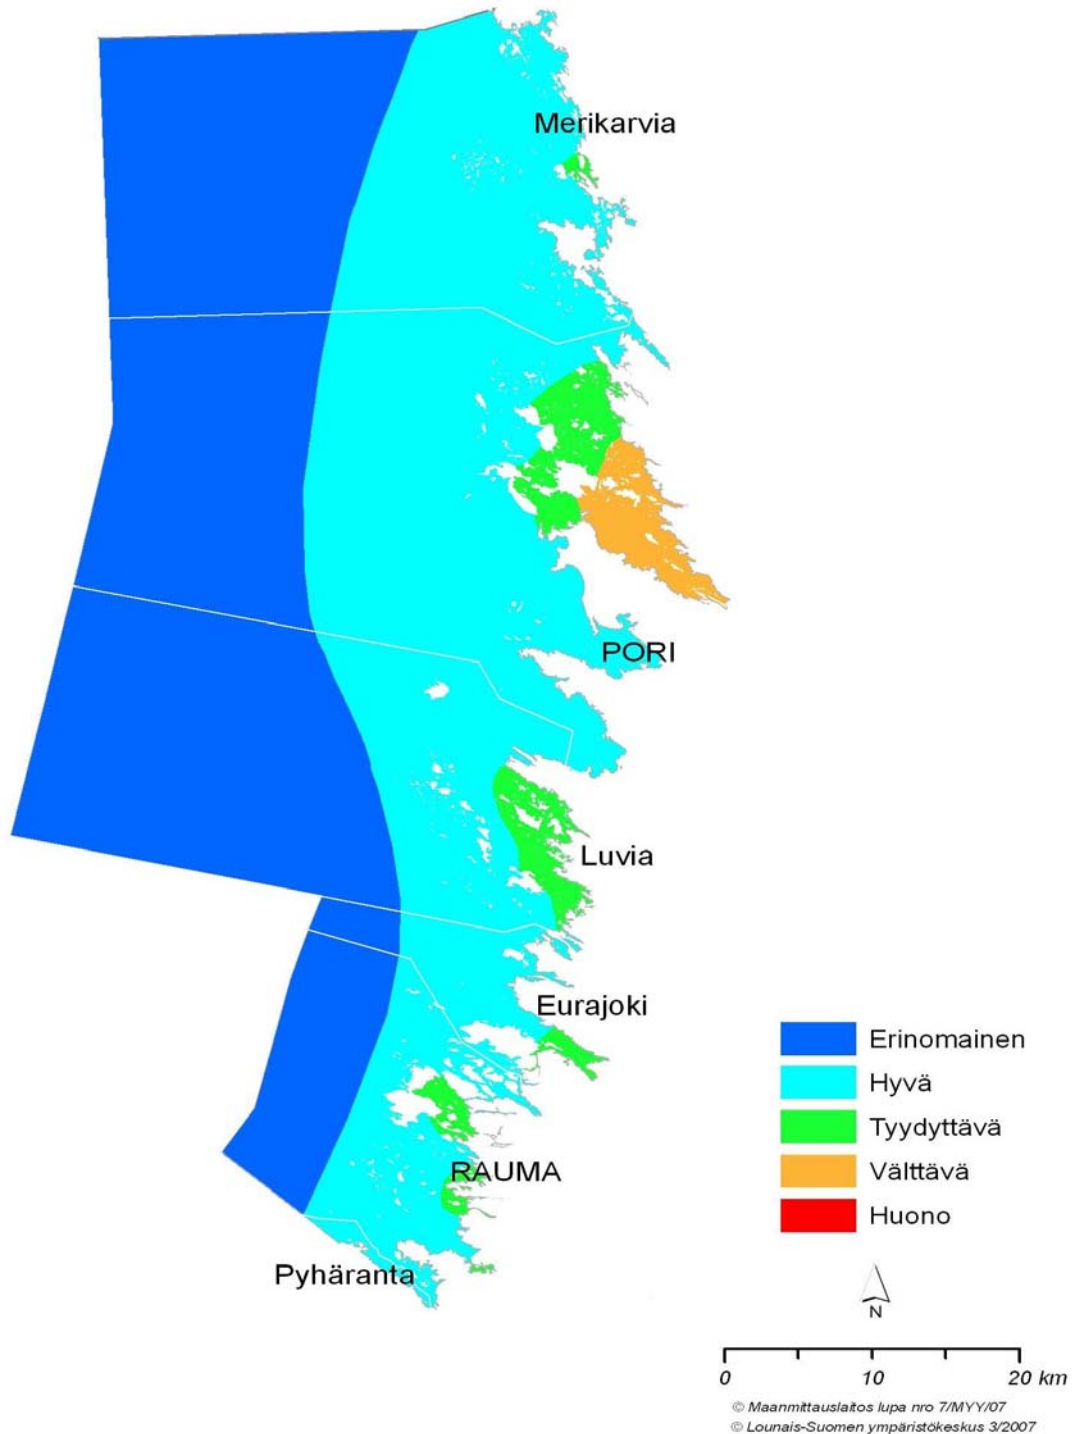 Merikarvia
PORI
Luvia
Eurajoki
RAUMA
Pyhäranta
Erinomainen
Hyvä
Tyydyttävä
Välttävä
Huono
N
0 10 20 km
© Maanmittauslaitos lupa nro 7/MYY/07
© Lounais-Suomen ympäristökeskus 3/2007